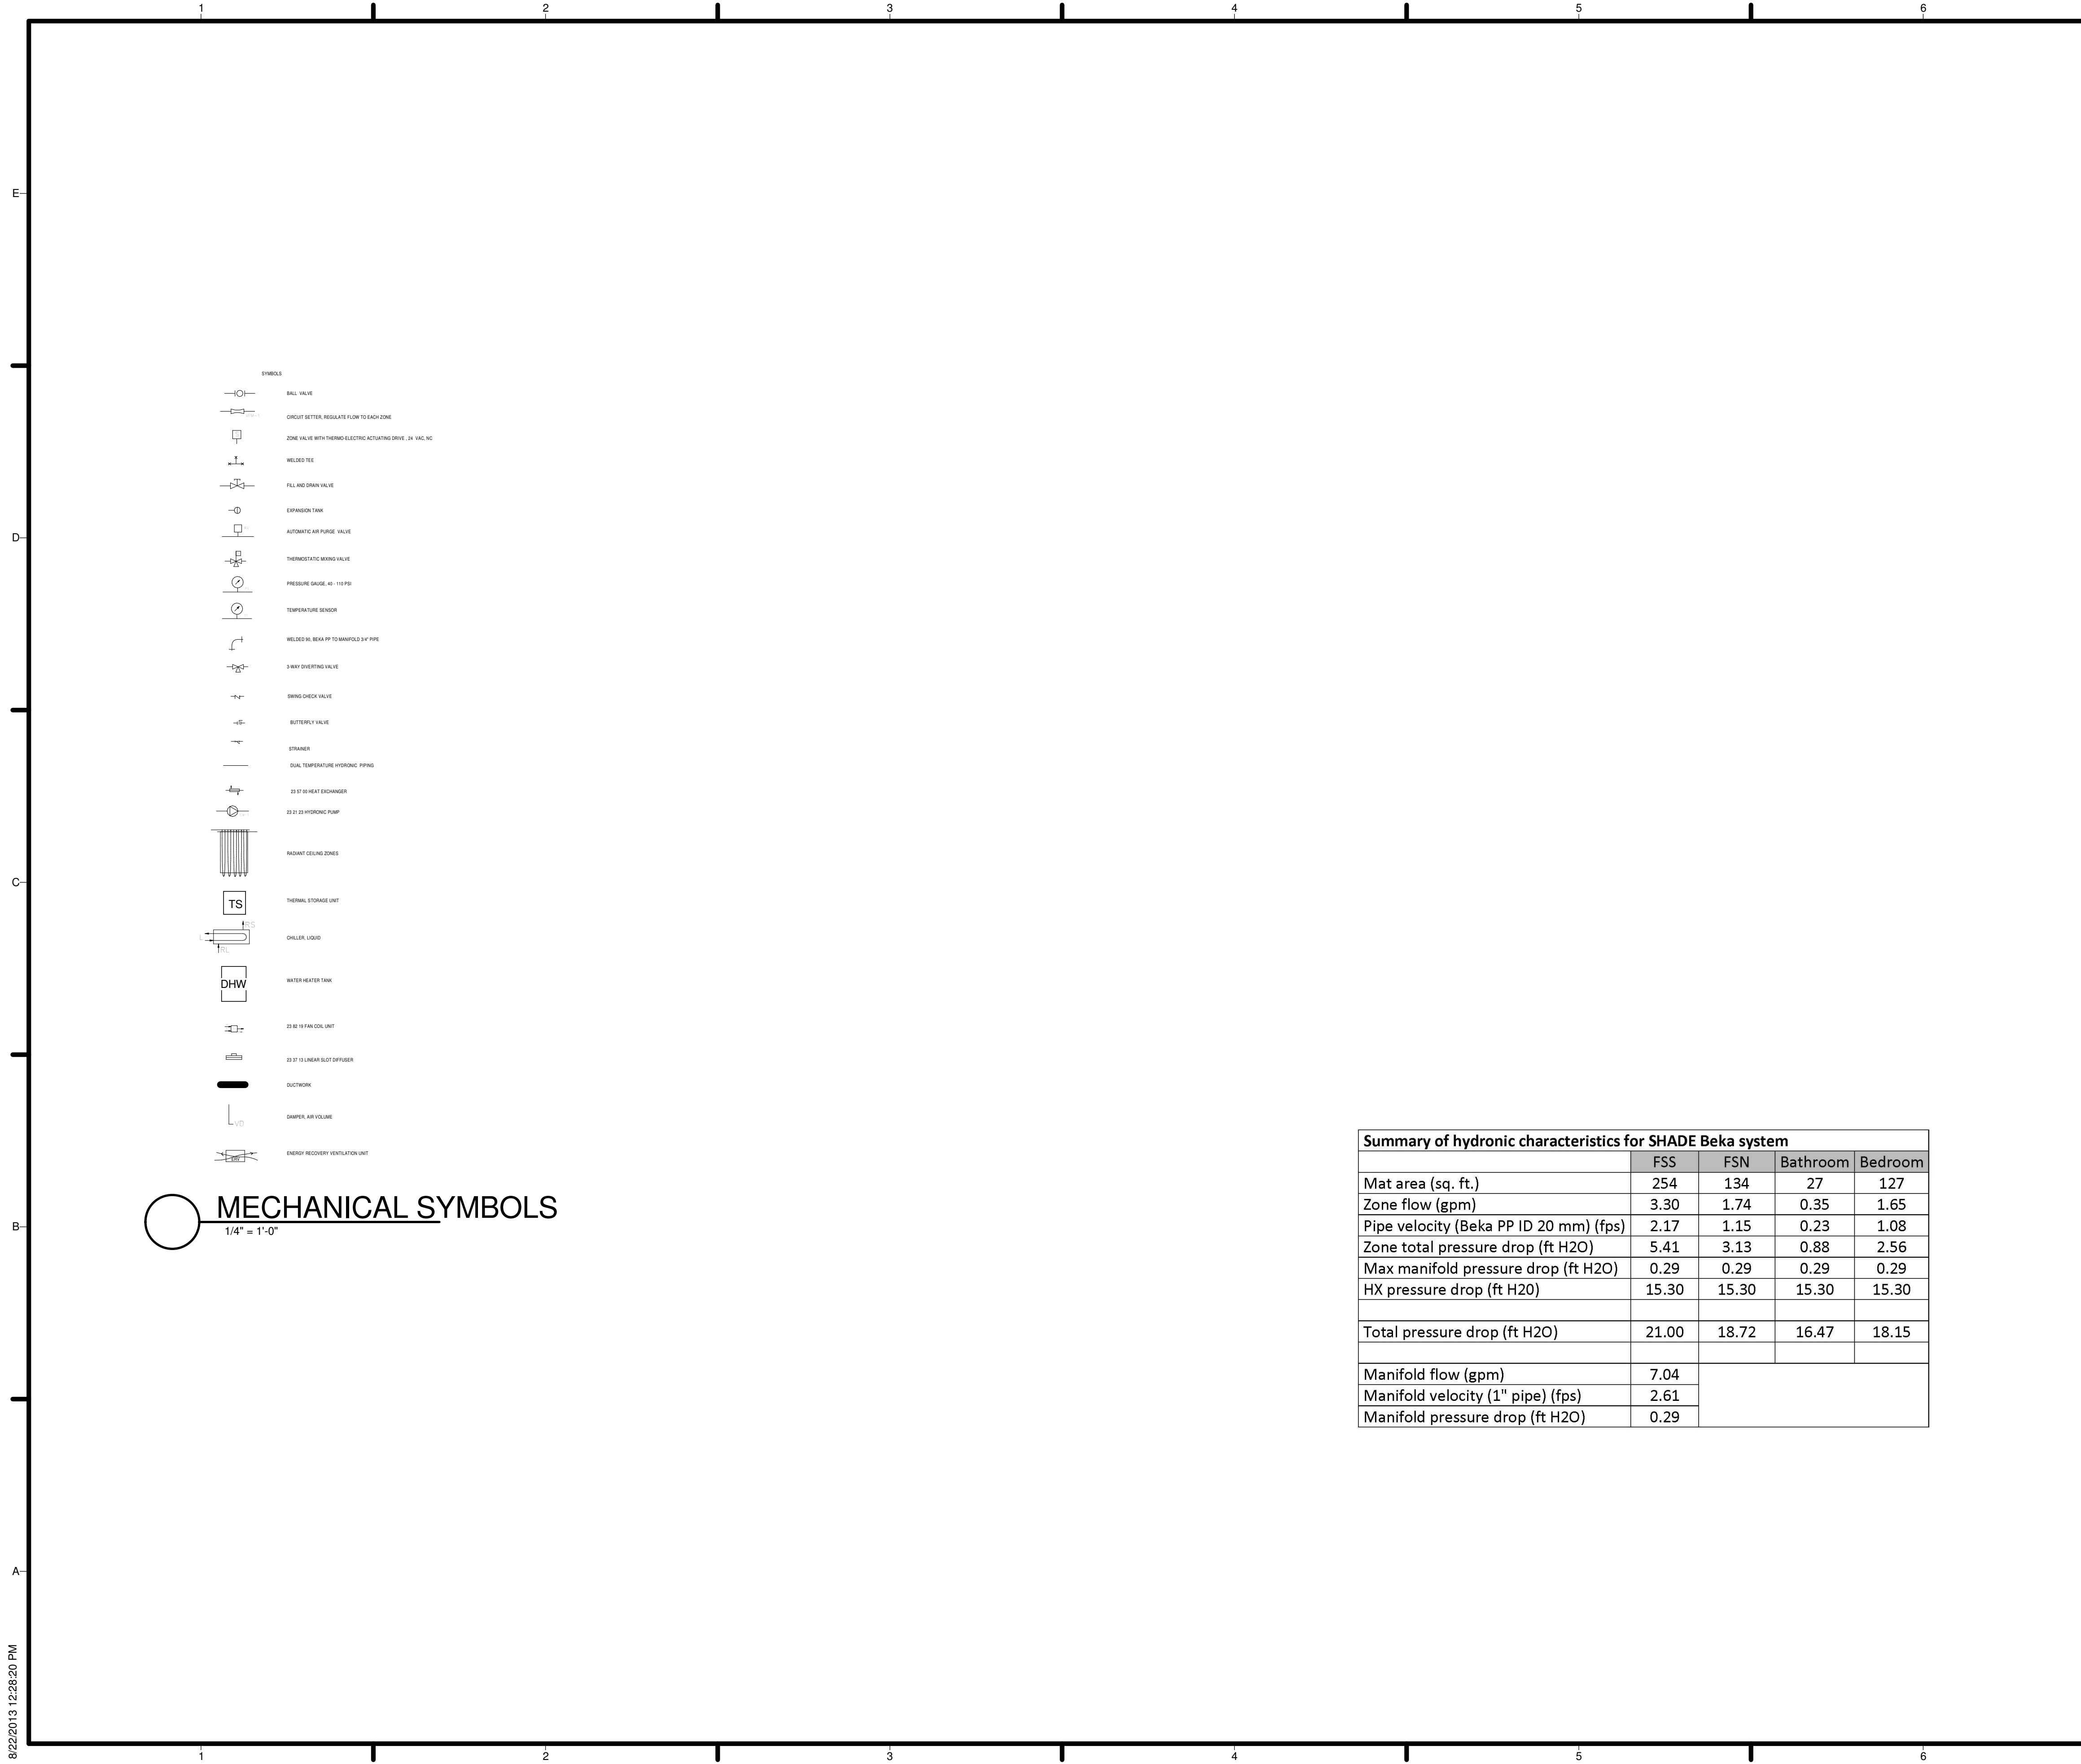 1 2 3 4 5 6
E
D
C
B
A
SYMBOLS
BALL VALVE
CIRCUIT SETTER, REGULATE FLOW TO EACH ZONE
ZONE VALVE WITH THERMO-ELECTRIC ACTUATING DRIVE , 24 VAC, NC
WELDED TEE
FILL AND DRAIN VALVE
EXPANSION TANK
AUTOMATIC AIR PURGE VALVE
THERMOSTATIC MIXING VALVE
PRESSURE GAUGE, 40 - 110 PSI
TEMPERATURE SENSOR
WELDED 90, BEKA PP TO MANIFOLD 3/4" PIPE
3-WAY DIVERTING VALVE
SWING CHECK VALVE
BUTTERFLY VALVE
STRAINER
DUAL TEMPERATURE HYDRONIC PIPING
23 57 00 HEAT EXCHANGER
23 21 23 HYDRONIC PUMP
RADIANT CEILING ZONES
TS THERMAL STORAGE UNIT
RS
L CHILLER, LIQUID
RL
DHW WATER HEATER TANK
23 82 19 FAN COIL UNIT
23 37 13 LINEAR SLOT DIFFUSER
DUCTWORK
VD DAMPER, AIR VOLUME
ERV ENERGY RECOVERY VENTILATION UNIT
MECHANICAL SYMBOLS
1/4" = 1'-0"
Summary of hydronic characteristics for SHADE Beka system
FSS FSN Bathroom Bedroom
Mat area (sq. ft.) 254 134 27 127
Zone flow (gpm) 3.30 1.74 0.35 1.65
Pipe velocity (Beka PP ID 20 mm) (fps) 2.17 1.15 0.23 1.08
Zone total pressure drop (ft H2O) 5.41 3.13 0.88 2.56
Max manifold pressure drop (ft H2O) 0.29 0.29 0.29 0.29
HX pressure drop (ft H20) 15.30 15.30 15.30 15.30
Total pressure drop (ft H2O) 21.00 18.72 16.47 18.15
Manifold flow (gpm) 7.04
Manifold velocity (1" pipe) (fps) 2.61
Manifold pressure drop (ft H2O) 0.29
8/22/2013 12:28:20 PM
1 2 3 4 5 6